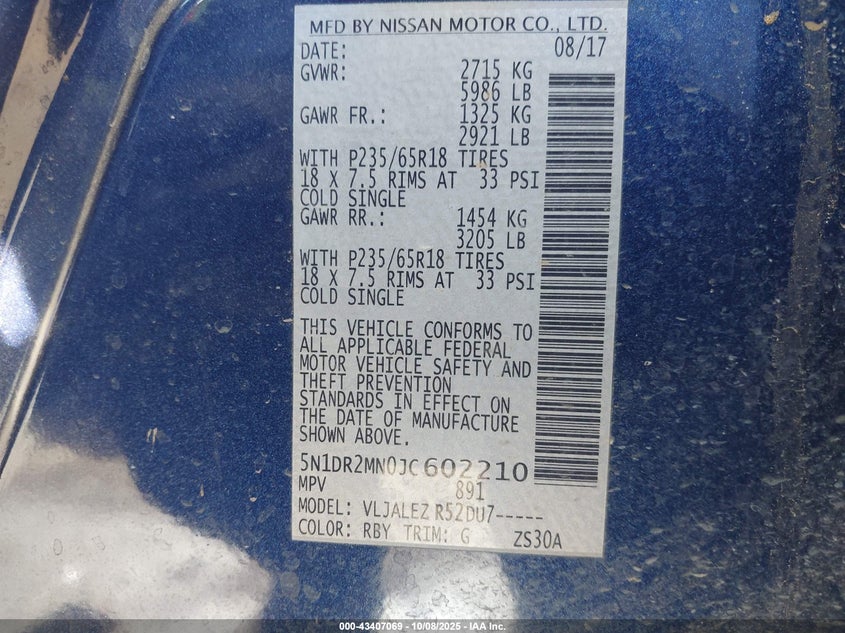 MFD BY NISSAN MOTOR CO., LTD.
DATE: 08/17
GVWR: 2715 KG
5986 LB
GAWR FR.: 1325 KG
2921 LB
WITH P235/65R18 TIRES
18 X 7.5 RIMS AT 33 PSI
COLD SINGLE
GAWR RR.: 1454 KG
3205 LB
WITH P235/65R18 TIRES
18 X 7.5 RIMS AT 33 PSI
COLD SINGLE
THIS VEHICLE CONFORMS TO
ALL APPLICABLE FEDERAL
MOTOR VEHICLE SAFETY AND
THEFT PREVENTION
STANDARDS IN EFFECT ON
THE DATE OF MANUFACTURE
SHOWN ABOVE.
5N1DR2MN0JC602210
MPV 891
MODEL: VLJALEZ R52DU7-----
COLOR: RBY TRIM: G ZS30A
000-43407069 - 10/08/2025 - IAA Inc.